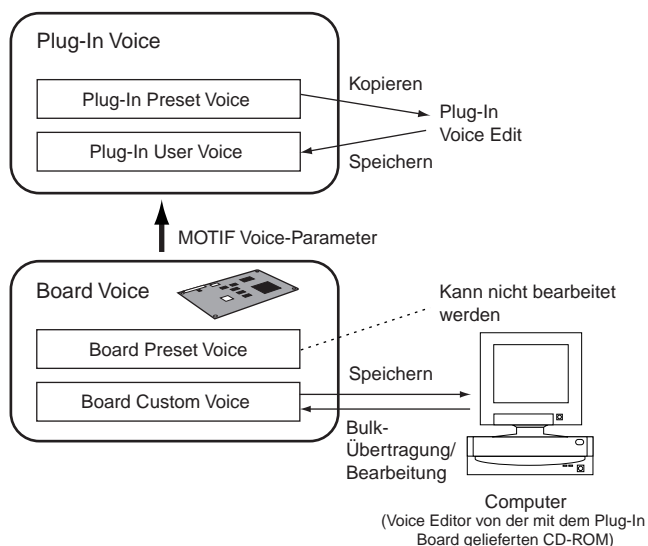 Plug-In Voice
Plug-In Preset Voice
Plug-In User Voice
Kopieren
Plug-In
Voice Edit
Speichern
MOTIF Voice-Parameter
Board Voice
Board Preset Voice
Board Custom Voice
Kann nicht bearbeitet
werden
Speichern
Bulk-
Übertragung/
Bearbeitung
Computer
(Voice Editor von der mit dem Plug-In
Board gelieferten CD-ROM)